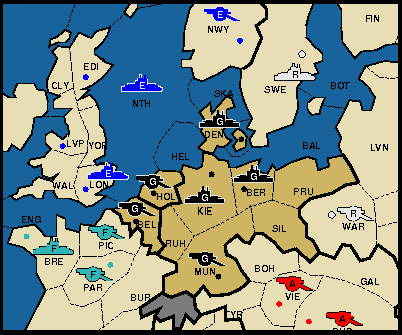 E
FIN
NWY
EDI
CLY
SKA
R
SWE
BOT
E
NTH
G
DEN
LVP
YOR
HEL
BAL
LVN
WAL
E
LON
G
HOL
G
BER
PRU
G
KIE
G
BEL
R
WAR
ENG
F
PIC
F
BRE
RUH
SIL
F
PAR
G
MUN
BOH
GAL
A
VIE
BUR
TYR
A
BUD